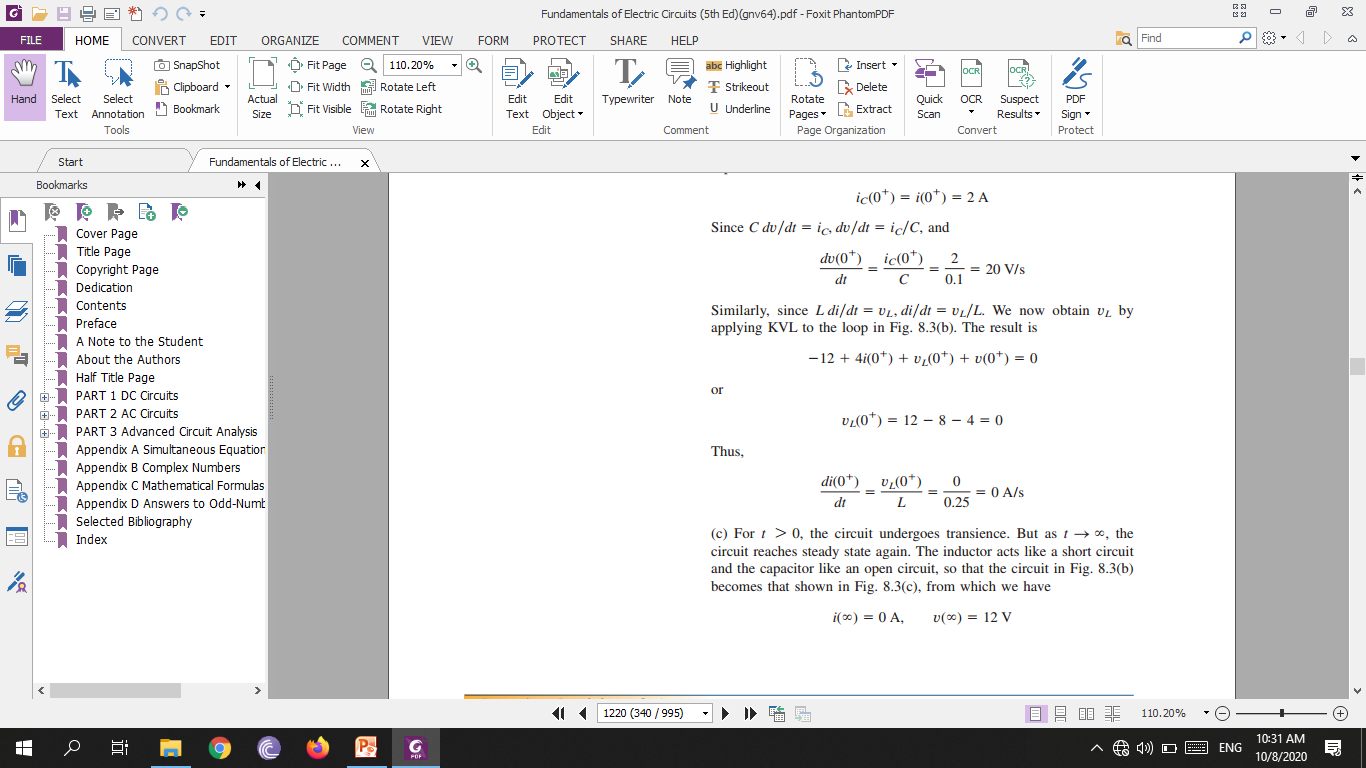 Fundamentals of Electric Circuits (5th Ed)(gnv64).pdf - Foxit PhantomPDF
FILE HOME CONVERT EDIT ORGANIZE COMMENT VIEW FORM PROTECT SHARE HELP Find
Hand
Select Text
Select Annotation
SnapShot
Clipboard
Bookmark
Tools
Actual Size
Fit Page
Fit Width
Fit Visible
110.20%
Rotate Left
Rotate Right
View
Edit Text
Edit Object
Edit
Typewriter
Note
abc Highlight
Strikeout
U Underline
Comment
Rotate Pages
Insert
Delete
Extract
Page Organization
Quick Scan
OCR
OCR
OCR
Suspect Results
Convert
PDF Sign
Protect
Start
Fundamentals of Electric ...
Bookmarks
Cover Page
Title Page
Copyright Page
Dedication
Contents
Preface
A Note to the Student
About the Authors
Half Title Page
PART 1 DC Circuits
PART 2 AC Circuits
PART 3 Advanced Circuit Analysis
Appendix A Simultaneous Equation
Appendix B Complex Numbers
Appendix C Mathematical Formulas
Appendix D Answers to Odd-Numb
Selected Bibliography
Index
i_C(0⁺) = i(0⁺) = 2 A
Since C dv/dt = i_C, dv/dt = i_C/C, and
dv(0⁺)/dt = i_C(0⁺)/C = 2/0.1 = 20 V/s
Similarly, since L di/dt = v_L, di/dt = v_L/L. We now obtain v_L by
applying KVL to the loop in Fig. 8.3(b). The result is
−12 + 4i(0⁺) + v_L(0⁺) + v(0⁺) = 0
or
v_L(0⁺) = 12 − 8 − 4 = 0
Thus,
di(0⁺)/dt = v_L(0⁺)/L = 0/0.25 = 0 A/s
(c) For t > 0, the circuit undergoes transience. But as t → ∞, the
circuit reaches steady state again. The inductor acts like a short circuit
and the capacitor like an open circuit, so that the circuit in Fig. 8.3(b)
becomes that shown in Fig. 8.3(c), from which we have
i(∞) = 0 A, v(∞) = 12 V
1220 (340 / 995)
110.20%
ENG
10:31 AM
10/8/2020